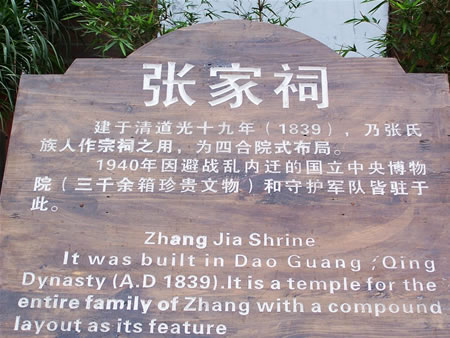 张家祠
建于清道光十九年（1839），乃张氏
族人作宗祠之用，为四合院式布局。
1940年因避战乱内迁的国立中央博物
院（三千余箱珍贵文物）和守护军队皆驻于
此。
Zhang Jia Shrine
It was built in Dao Guang ,Qing
Dynasty (A.D 1839).It is a temple for the
entire family of Zhang with a compound
layout as its feature